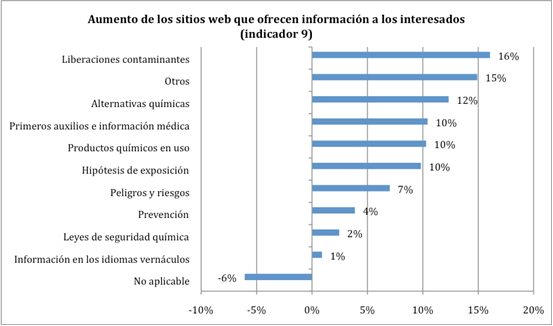 Aumento de los sitios web que ofrecen información a los interesados
(indicador 9)
Liberaciones contaminantes 16%
Otros 15%
Alternativas químicas 12%
Primeros auxilios e información médica 10%
Productos químicos en uso 10%
Hipótesis de exposición 10%
Peligros y riesgos 7%
Prevención 4%
Leyes de seguridad química 2%
Información en los idiomas vernáculos 1%
No aplicable -6%
-10% -5% 0% 5% 10% 15% 20%